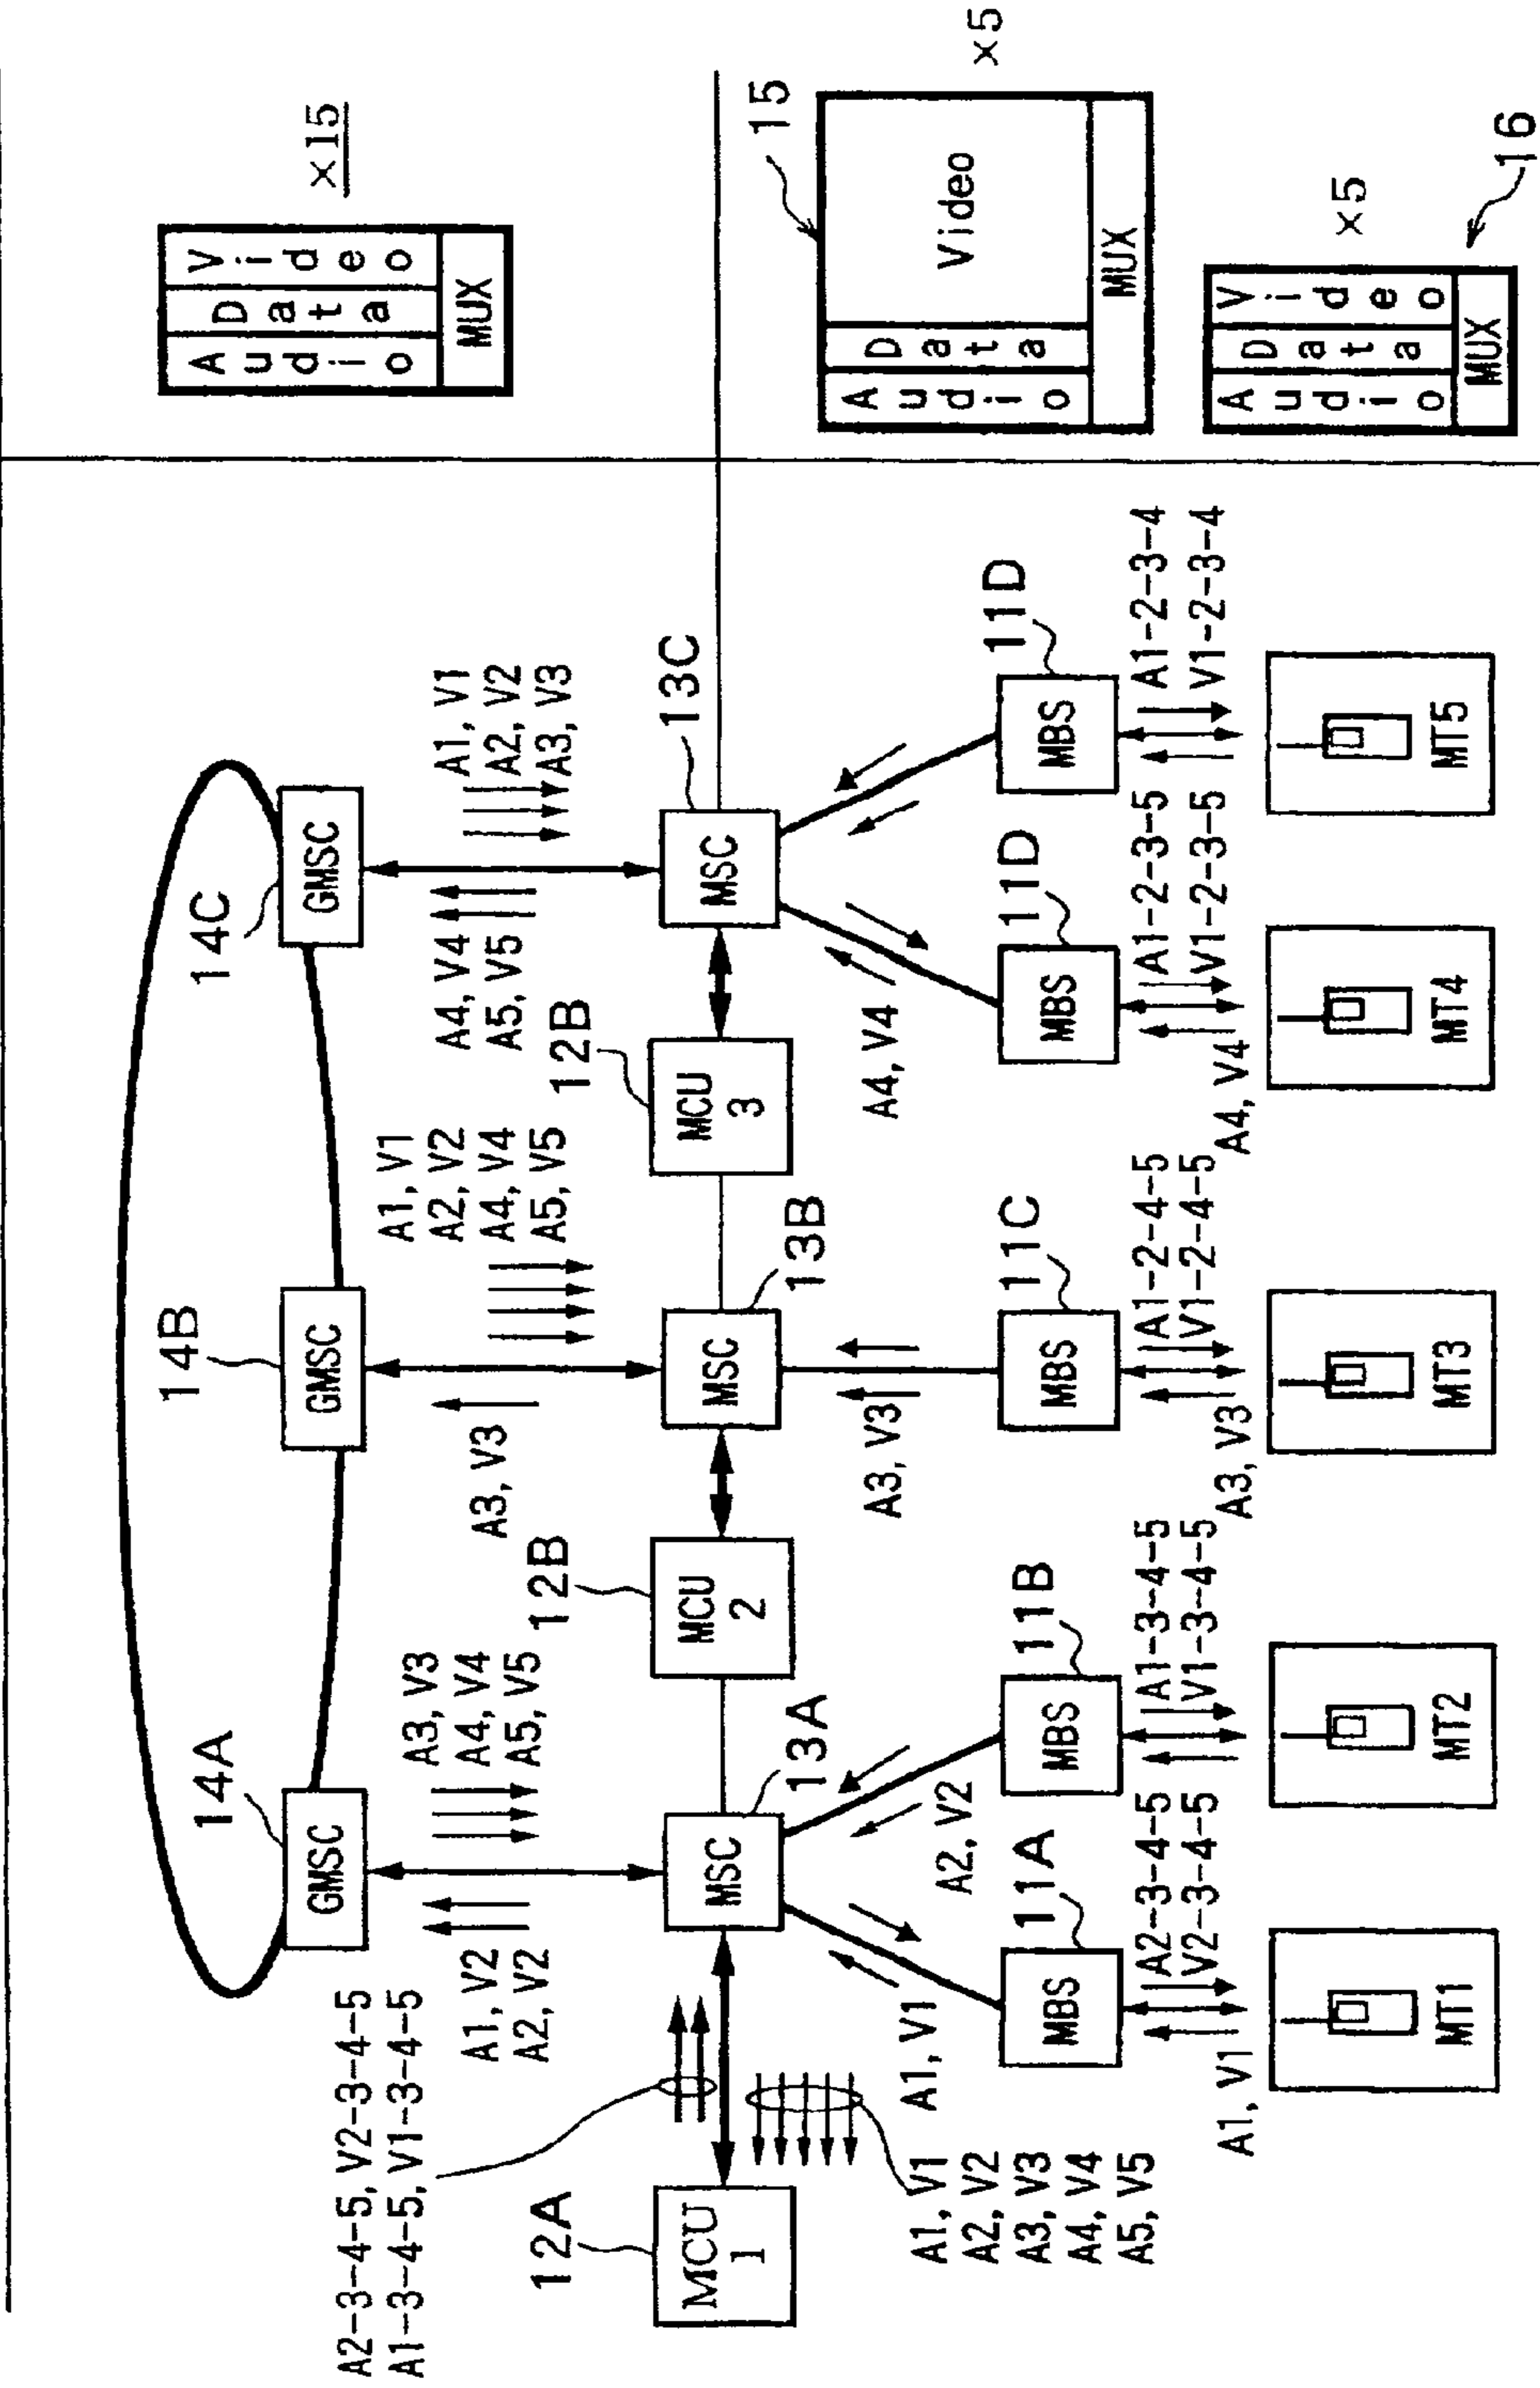 14A
14B
14C
GMSC
GMSC
GMSC
×15
Audio
Data
Video
MUX
A2-3-4-5, V2-3-4-5
A1-3-4-5, V1-3-4-5
A1, V2
A2, V2
A3, V3
A4, V4
A5, V5
A3, V3
A1, V1
A2, V2
A4, V4
A5, V5
A4, V4
A5, V5
A1, V1
A2, V2
A3, V3
12A
MCU
1
13A
MSC
12B
MCU
2
13B
MSC
12B
MCU
3
13C
MSC
A1, V1
A2, V2
A3, V3
A4, V4
A5, V5
A1, V1
A2, V2
A3, V3
A4, V4
15
Audio
Data
Video
MUX
×5
11A
MBS
11B
MBS
11C
MBS
11D
MBS
11D
MBS
A1, V1
A2-3-4-5
V2-3-4-5
A1-3-4-5
V1-3-4-5
A3, V3
A1-2-4-5
V1-2-4-5
A4, V4
A1-2-3-5
V1-2-3-5
A1-2-3-4
V1-2-3-4
MT1
MT2
MT3
MT4
MT5
Audio
Data
Video
MUX
×5
16